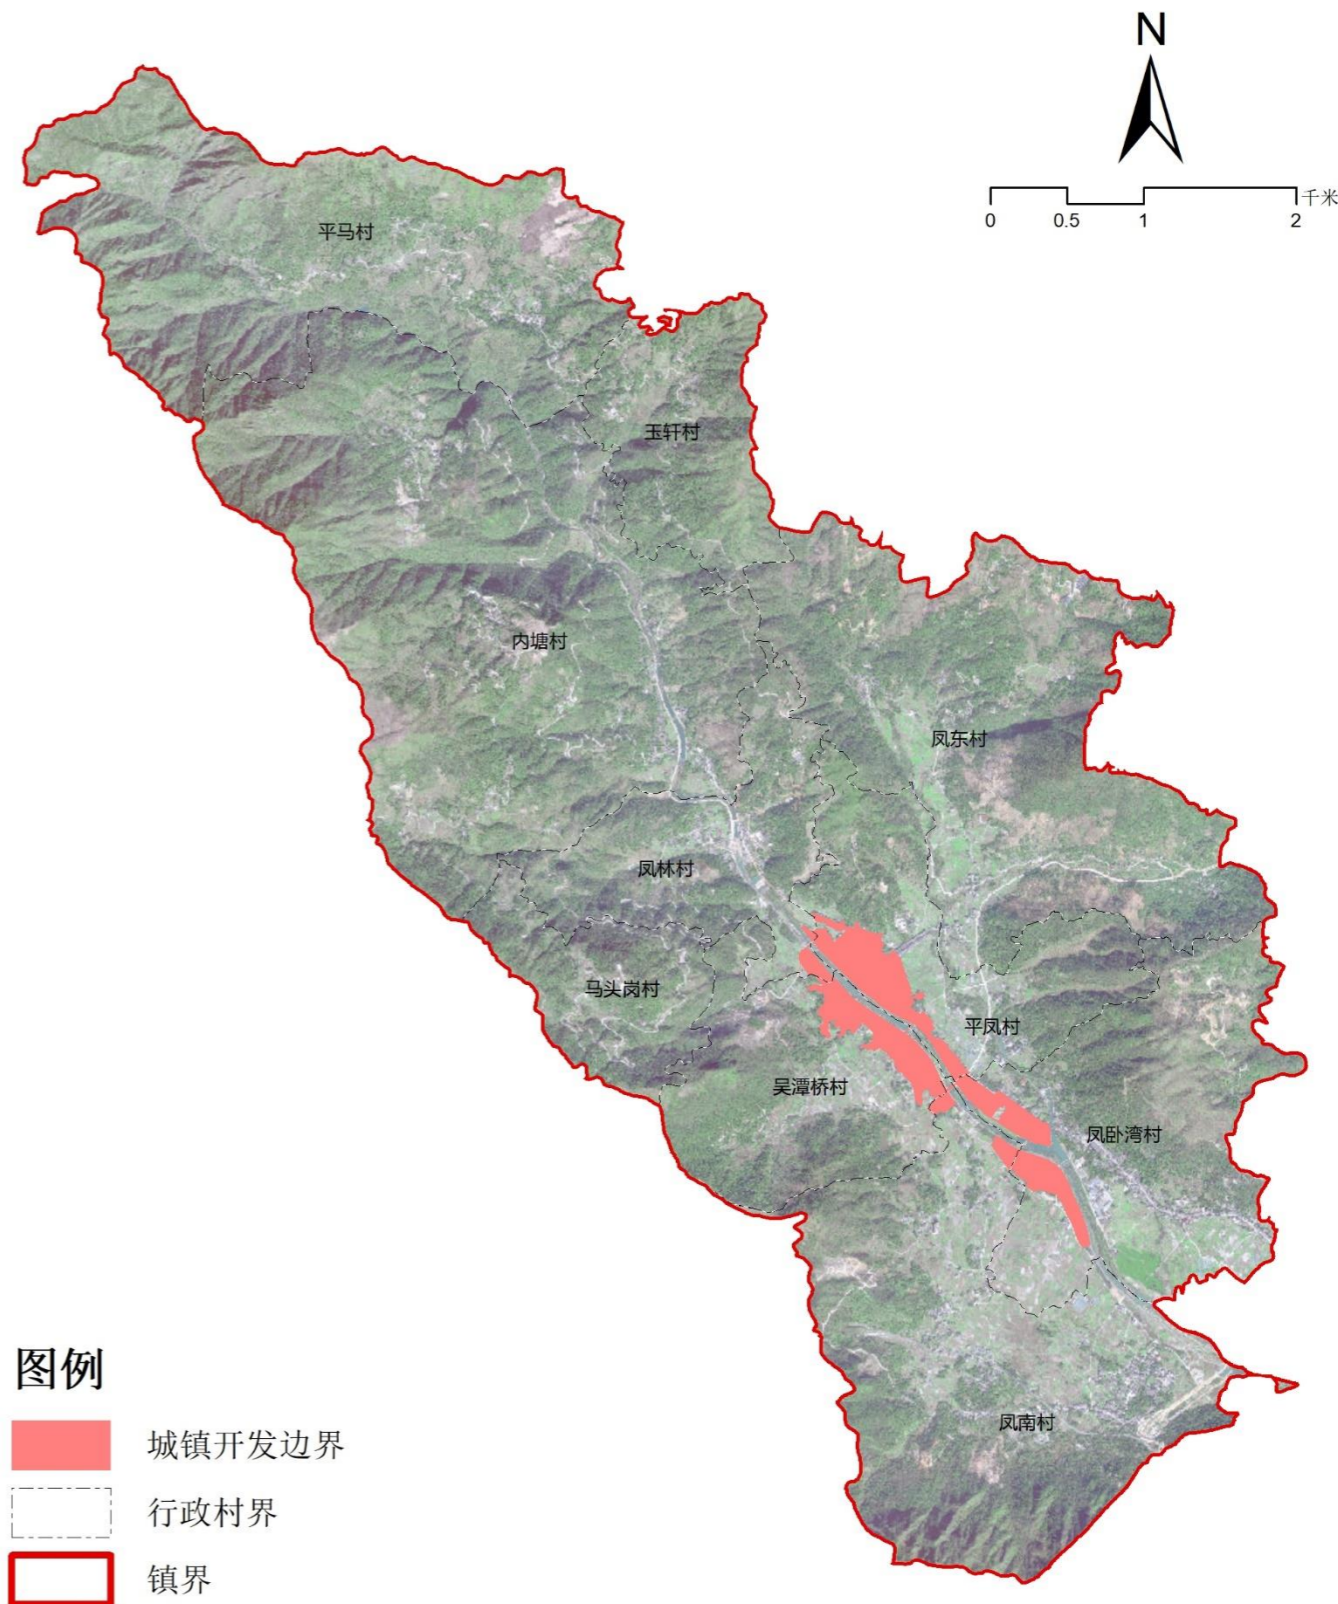 N
千米
0 0.5 1 2
平马村
玉轩村
内塘村
凤东村
凤林村
马头岗村
平凤村
吴潭桥村
凤卧湾村
凤南村
图例
城镇开发边界
行政村界
镇界